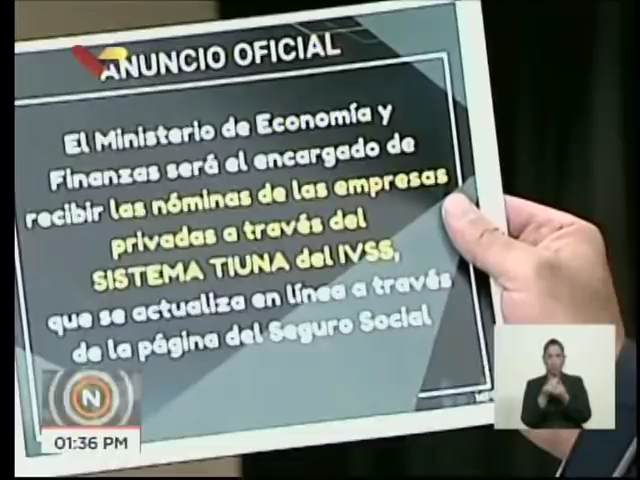 ANUNCIO OFICIAL
El Ministerio de Economía y
Finanzas será el encargado de
recibir las nóminas de las empresas
privadas a través del
SISTEMA TIUNA del IVSS,
que se actualiza en línea a través
de la página del Seguro Social
N
01:36 PM